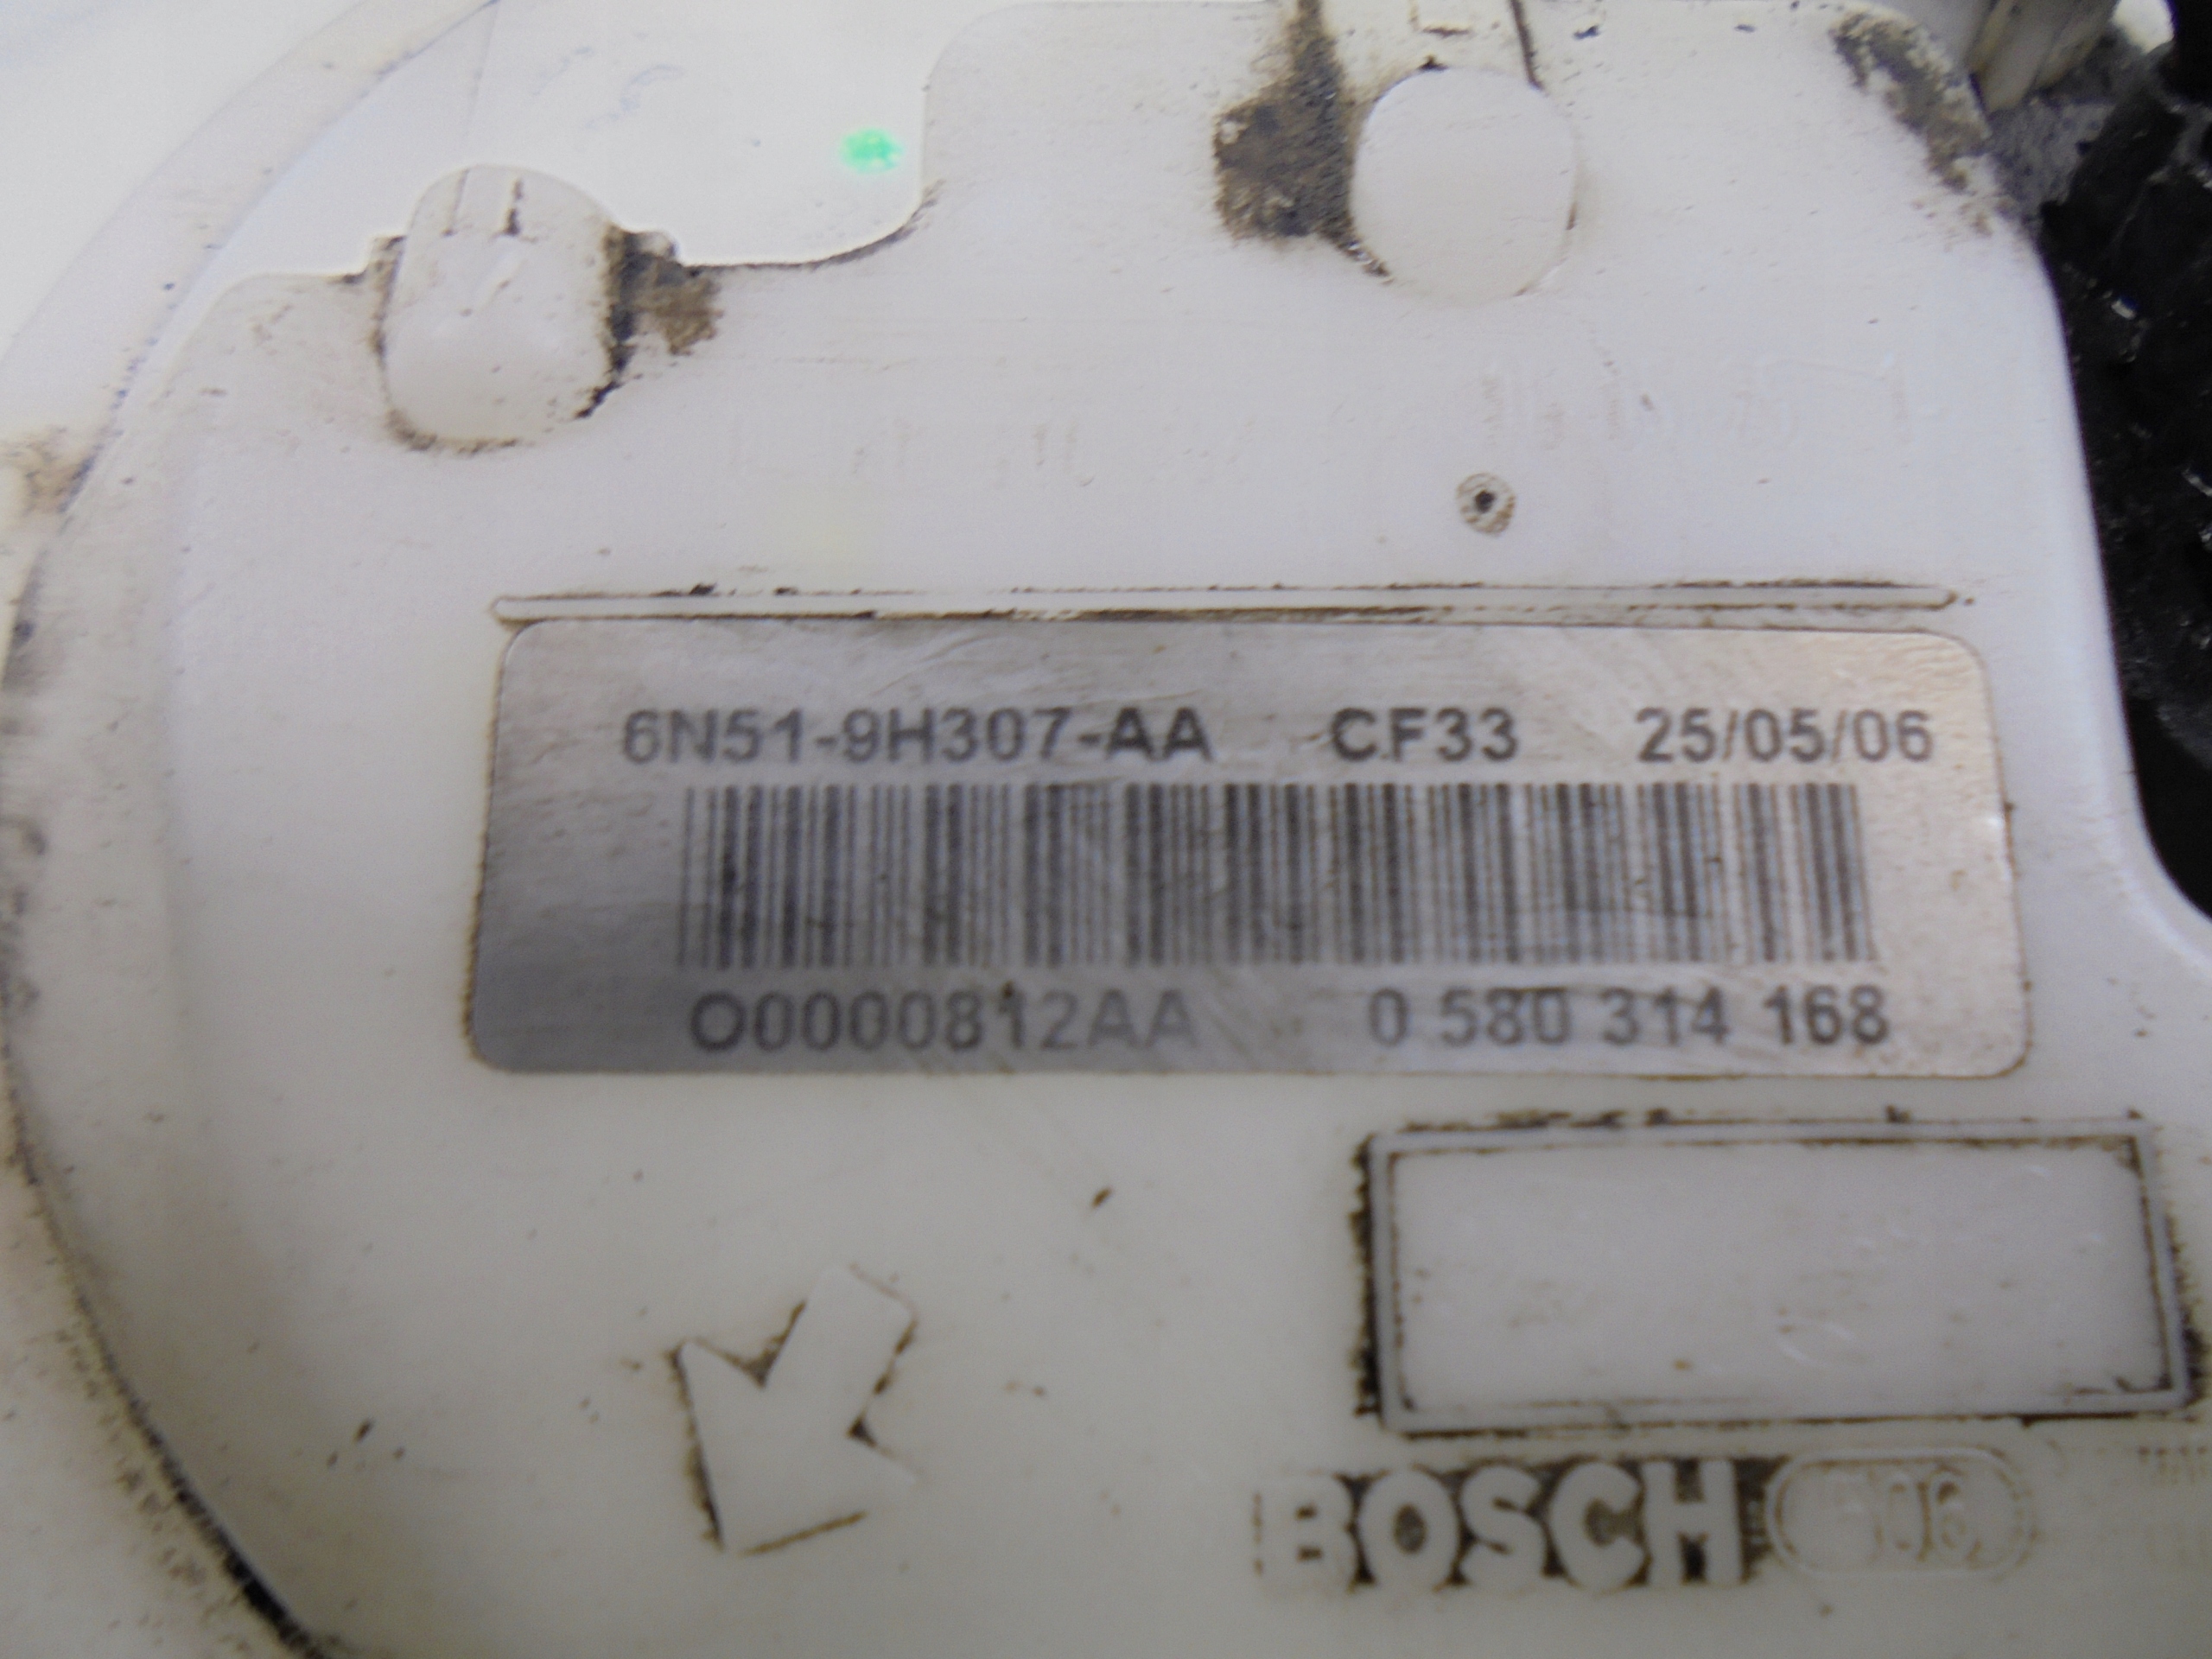 6N51-9H307-AA CF33 25/05/06
O0000812AA 0 580 314 168
BOSCH